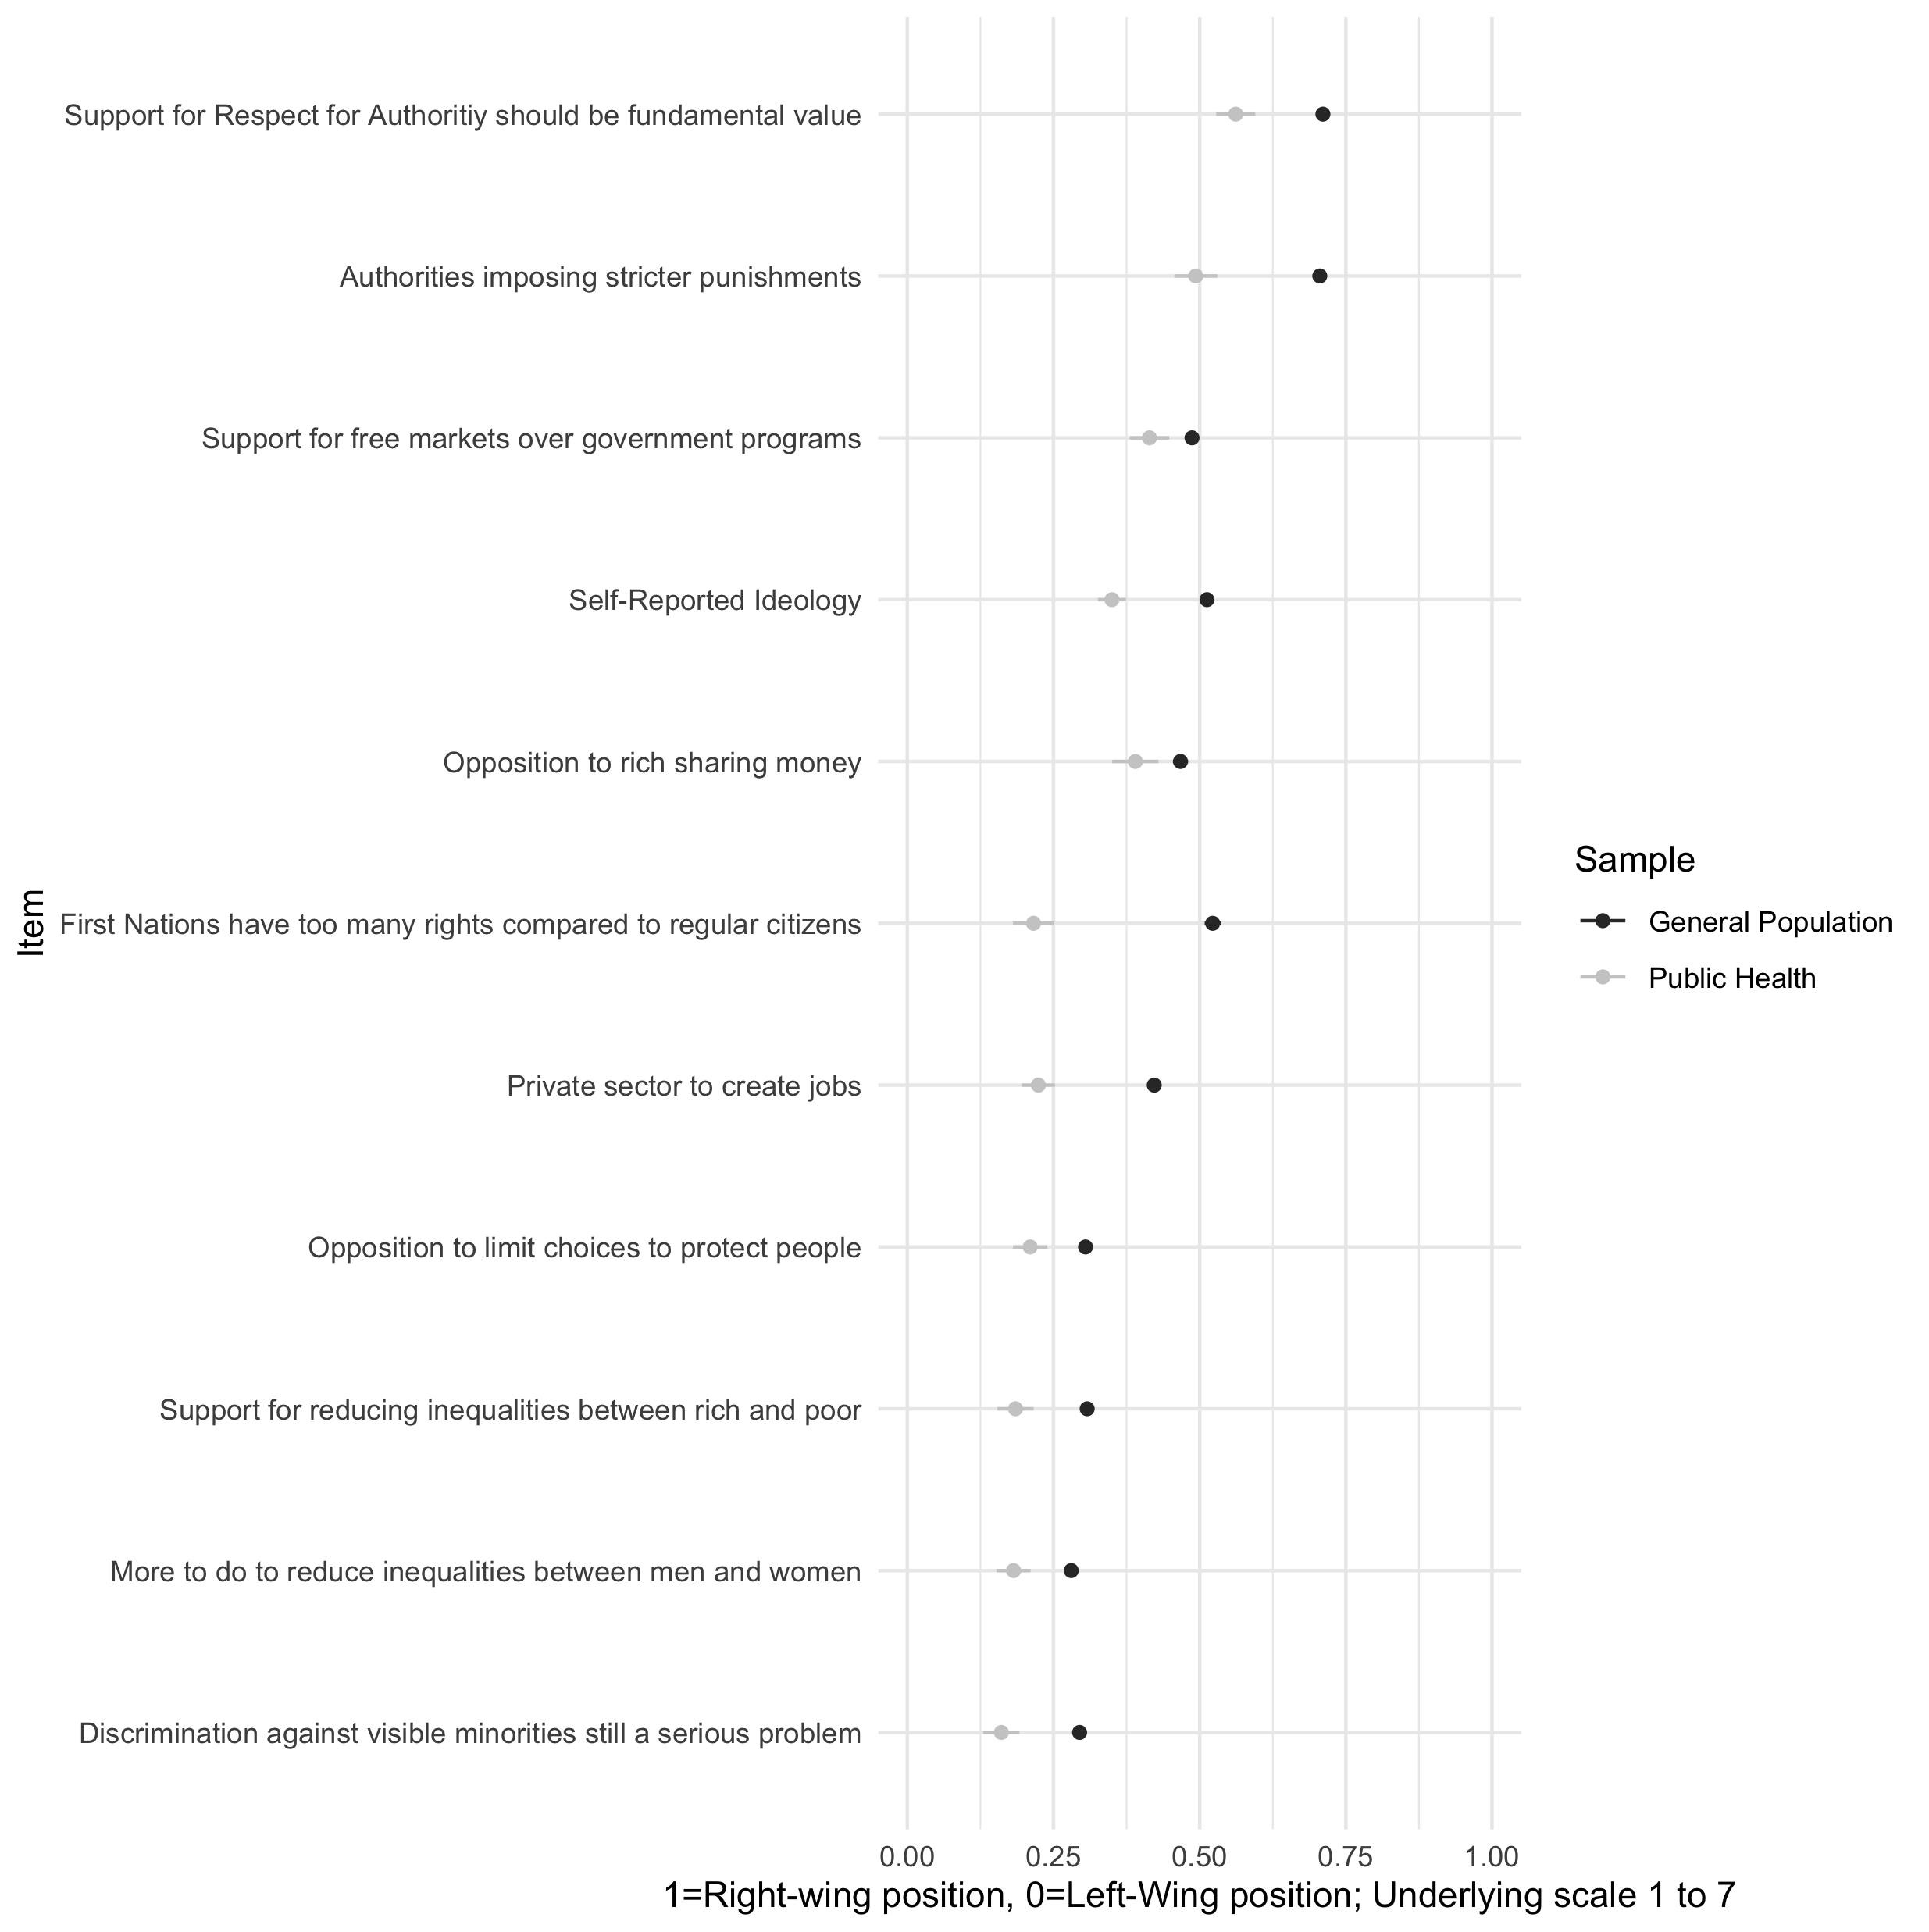 Support for Respect for Authoritiy should be fundamental value
Authorities imposing stricter punishments
Support for free markets over government programs
Self-Reported Ideology
Opposition to rich sharing money
First Nations have too many rights compared to regular citizens
Private sector to create jobs
Opposition to limit choices to protect people
Support for reducing inequalities between rich and poor
More to do to reduce inequalities between men and women
Discrimination against visible minorities still a serious problem
Item
0.00 0.25 0.50 0.75 1.00
1=Right-wing position, 0=Left-Wing position; Underlying scale 1 to 7
Sample
General Population
Public Health